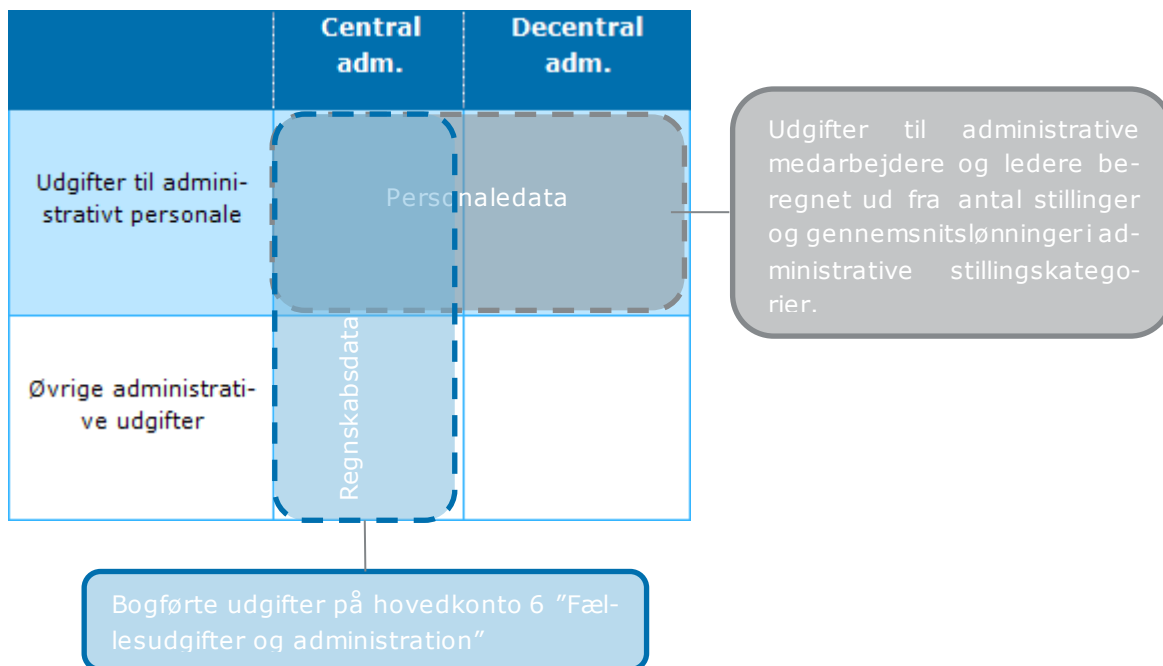 Central
adm.
Decentral
adm.
Udgifter til admini-
strativt personale
Personaledata
Udgifter til administrative
medarbejdere og ledere be-
regnet ud fra antal stillinger
og gennemsnitslønninger i ad-
ministrative stillingskatego-
rier.
Øvrige administrati-
ve udgifter
Regnskabsdata
Bogførte udgifter på hovedkonto 6 ”Fæl-
lesudgifter og administration”